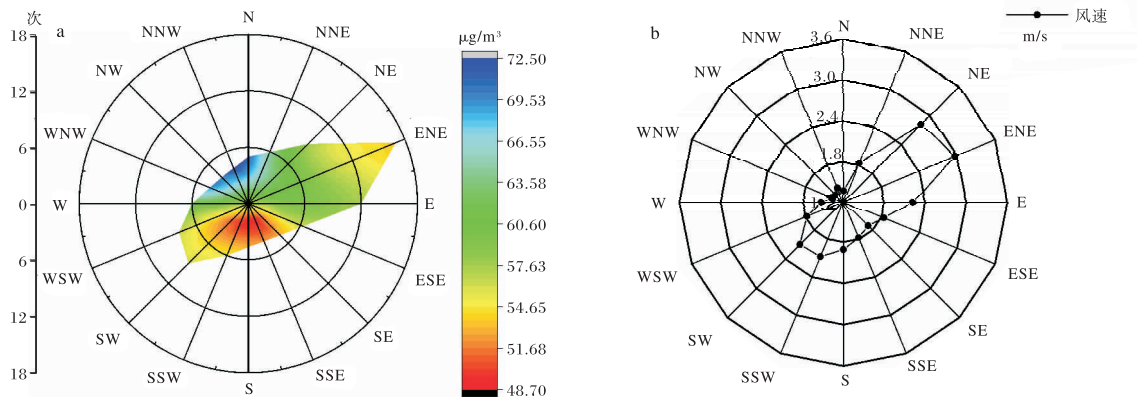 次
a
18
12
6
0
6
12
18
N
NNE
NE
ENE
E
ESE
SE
SSE
S
SSW
SW
WSW
W
WNW
NW
NNW
μg/m³
72.50
69.53
66.55
63.58
60.60
57.63
54.65
51.68
48.70
b
风速
m/s
3.6
3.0
2.4
1.8
N
NNE
NE
ENE
E
ESE
SE
SSE
S
SSW
SW
WSW
W
WNW
NW
NNW